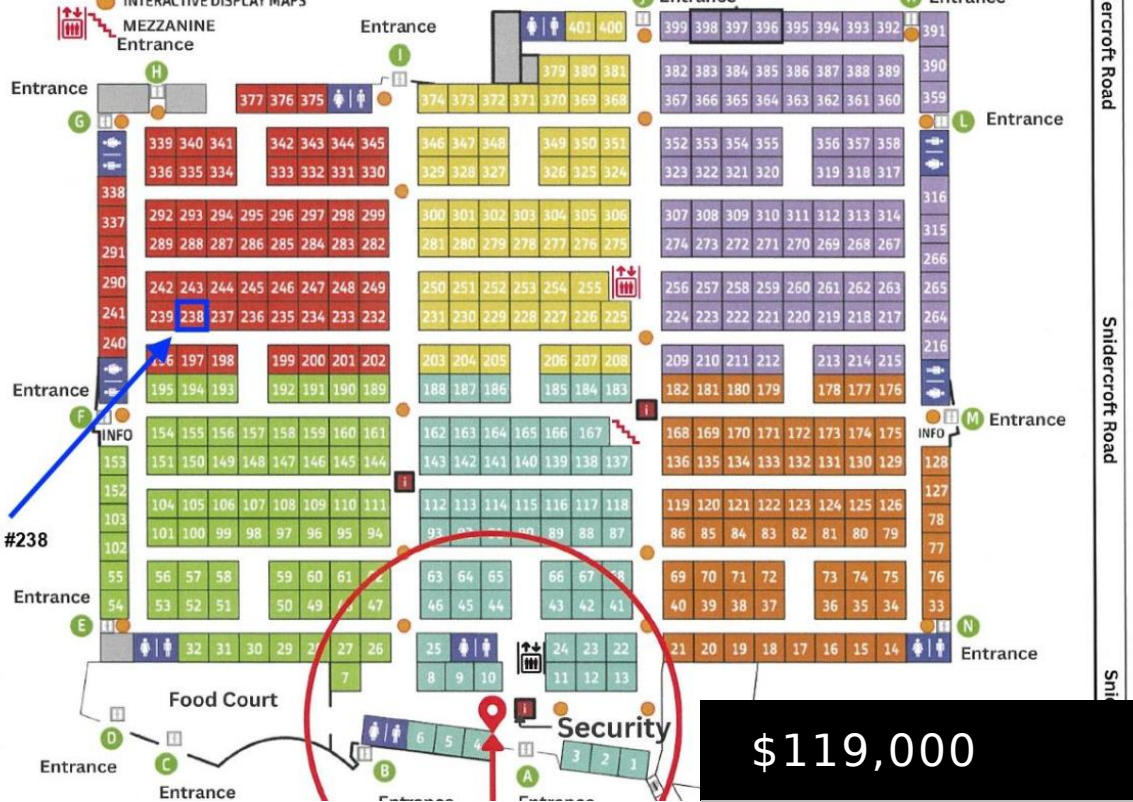 INTERACTIVE DISPLAY MAPS
MEZZANINE
Entrance
Entrance
I
401 400
399 398 397 396 395 394 393 392
391
Entrance
H
379 380 381
382 383 384 385 386 387 388 389
390
Entrance
377 376 375
374 373 372 371 370 369 368
367 366 365 364 363 362 361 360
359
G
L
Entrance
339 340 341
342 343 344 345
346 347 348
349 350 351
352 353 354 355
356 357 358
336 335 334
333 332 331 330
329 328 327
326 325 324
323 322 321 320
319 318 317
338
316
337
292 293 294 295 296 297 298 299
300 301 302 303 304 305 306
307 308 309 310 311 312 313 314
315
291
289 288 287 286 285 284 283 282
281 280 279 278 277 276 275
274 273 272 271 270 269 268 267
266
290
242 243 244 245 246 247 248 249
250 251 252 253 254 255
256 257 258 259 260 261 262 263
265
241
239 238 237 236 235 234 233 232
231 230 229 228 227 226 225
224 223 222 221 220 219 218 217
264
240
197 198
199 200 201 202
203 204 205
206 207 208
209 210 211 212
213 214 215
216
Entrance
195 194 193
192 191 190 189
188 187 186
185 184 183
182 181 180 179
178 177 176
F
i
M
Entrance
INFO
154 155 156 157 158 159 160 161
162 163 164 165 166 167
168 169 170 171 172 173 174 175
INFO
153
151 150 149 148 147 146 145 144
143 142 141 140 139 138 137
136 135 134 133 132 131 130 129
128
152
i
127
103
104 105 106 107 108 109 110 111
112 113 114 115 116 117 118
119 120 121 122 123 124 125 126
78
#238
101 100 99 98 97 96 95 94
93 89 88 87
86 85 84 83 82 81 80 79
77
102
55
56 57 58
59 60 61
63 64 65
66 67 68
69 70 71 72
73 74 75
76
Entrance
54
53 52 51
50 49 47
46 45 44
43 42 41
40 39 38 37
36 35 34
33
E
N
Entrance
32 31 30 29 27 26
25
24 23 22
21 20 19 18 17 16 15 14
7
8 9 10
11 12 13
Food Court
i
Security
6 5 4
3 2 1
D
C
B
A
Entrance
Entrance
Entrance
Entrance
Snidercroft Road
ercroft Road
$119,000